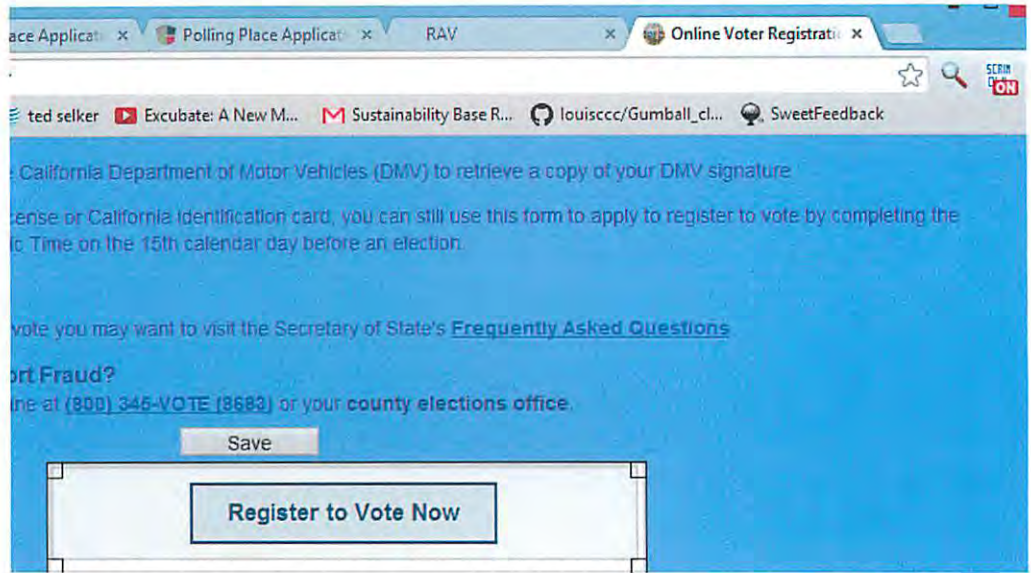 ace Applicati × Polling Place Applicati × RAV × Online Voter Registratic ×
ted selker Excubate: A New M... Sustainability Base R... louisccc/Gumball_cl... SweetFeedback
California Department of Motor Vehicles (DMV) to retrieve a copy of your DMV signature
cense or California identification card, you can still use this form to apply to register to vote by completing the
ic Time on the 15th calendar day before an election.
vote you may want to visit the Secretary of State's Frequently Asked Questions.
ort Fraud?
ine at (800) 345-VOTE (8683) or your county elections office.
Save
Register to Vote Now